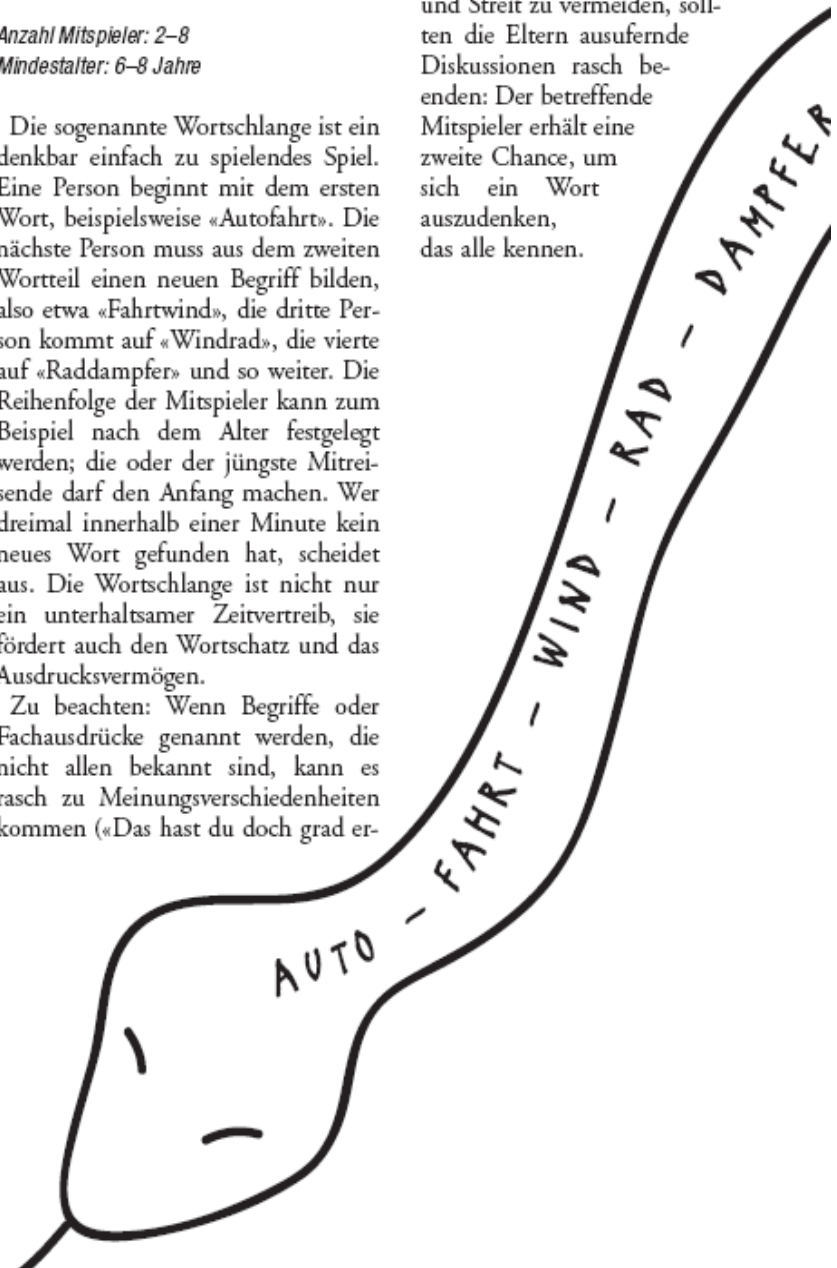 Anzahl Mitspieler: 2–8
Mindestalter: 6–8 Jahre
Die sogenannte Wortschlange ist ein
denkbar einfach zu spielendes Spiel.
Eine Person beginnt mit dem ersten
Wort, beispielsweise «Autofahrt». Die
nächste Person muss aus dem zweiten
Wortteil einen neuen Begriff bilden,
also etwa «Fahrtwind», die dritte Per-
son kommt auf «Windrad», die vierte
auf «Raddampfer» und so weiter. Die
Reihenfolge der Mitspieler kann zum
Beispiel nach dem Alter festgelegt
werden; die oder der jüngste Mitrei-
sende darf den Anfang machen. Wer
dreimal innerhalb einer Minute kein
neues Wort gefunden hat, scheidet
aus. Die Wortschlange ist nicht nur
ein unterhaltsamer Zeitvertreib, sie
fördert auch den Wortschatz und das
Ausdrucksvermögen.
Zu beachten: Wenn Begriffe oder
Fachausdrücke genannt werden, die
nicht allen bekannt sind, kann es
rasch zu Meinungsverschiedenheiten
kommen («Das hast du doch grad er-
und Streit zu vermeiden, soll-
ten die Eltern ausufernde
Diskussionen rasch be-
enden: Der betreffende
Mitspieler erhält eine
zweite Chance, um
sich ein Wort
auszudenken,
das alle kennen.
AUTO – FAHRT – WIND – RAD – DAMPFER